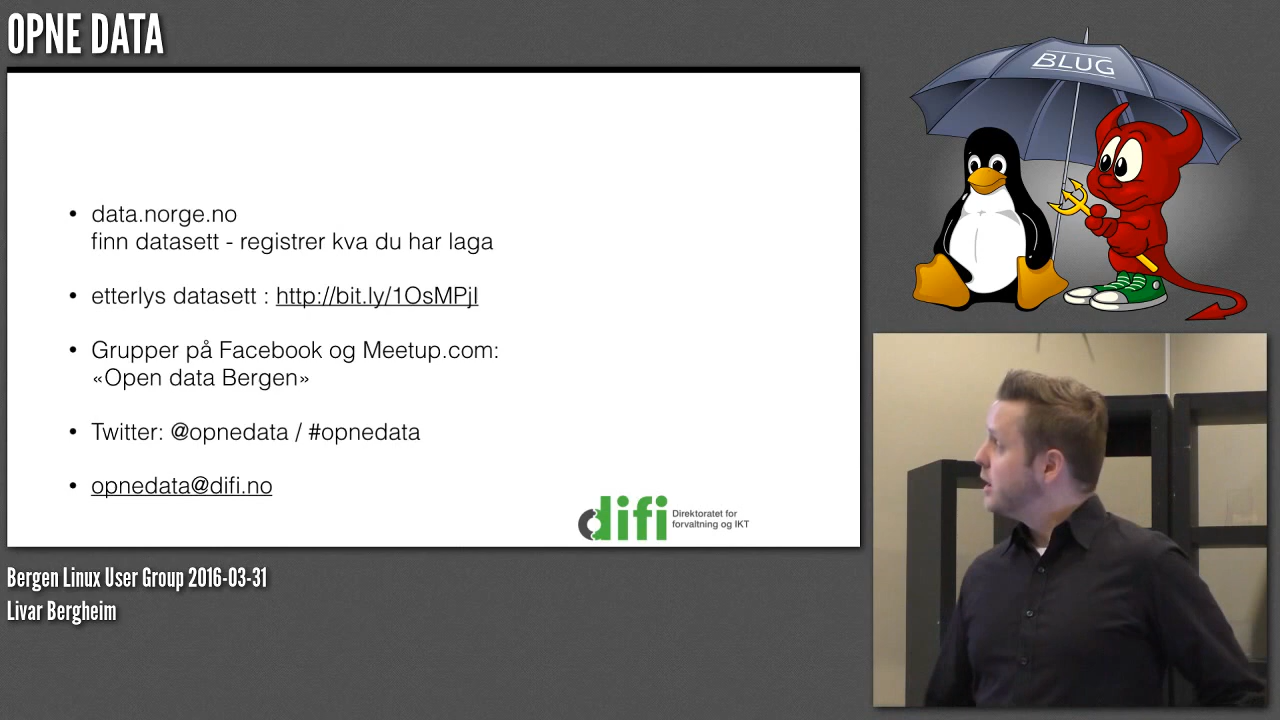 OPNE DATA
BLUG
• data.norge.no
finn datasett - registrer kva du har laga
• etterlys datasett : http://bit.ly/1OsMPjI
• Grupper på Facebook og Meetup.com:
«Open data Bergen»
• Twitter: @opnedata / #opnedata
• opnedata@difi.no
difi Direktoratet for
forvaltning og IKT
Bergen Linux User Group 2016-03-31
Livar Bergheim